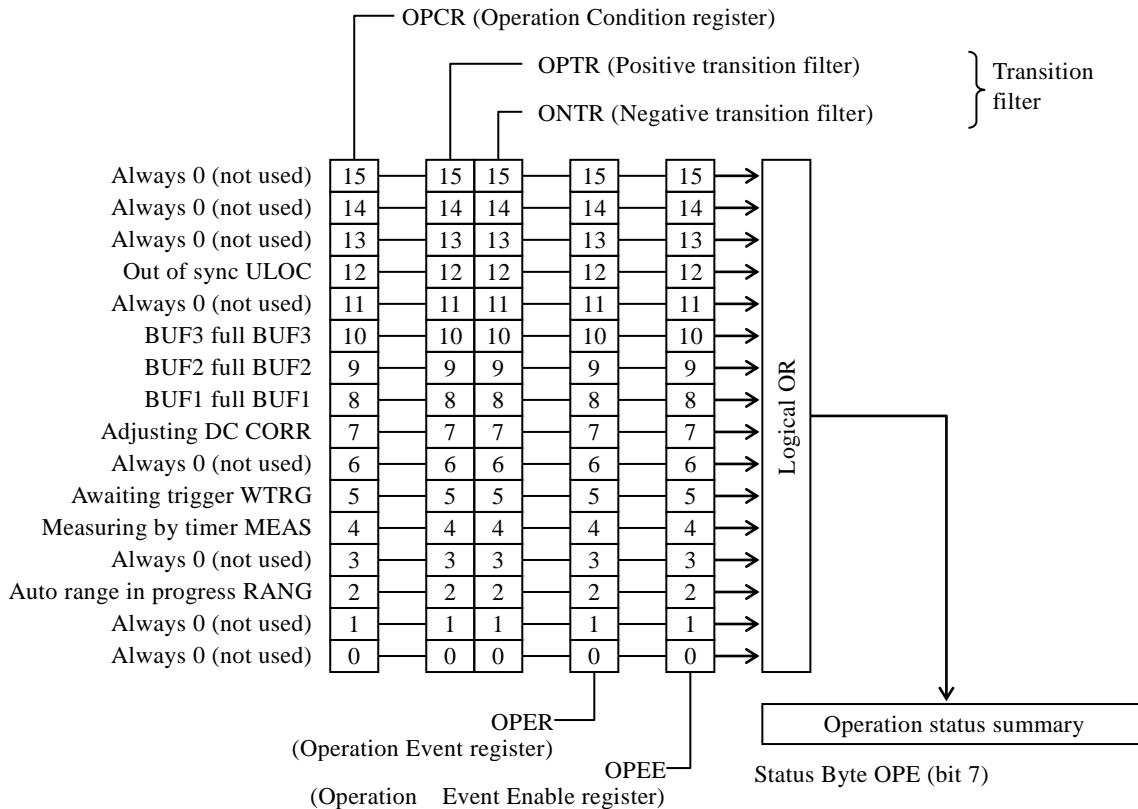 OPCR (Operation Condition register)
OPTR (Positive transition filter)
ONTR (Negative transition filter)
Transition
filter
Always 0 (not used) 15 15 15 15 15
Always 0 (not used) 14 14 14 14 14
Always 0 (not used) 13 13 13 13 13
Out of sync ULOC 12 12 12 12 12
Always 0 (not used) 11 11 11 11 11
BUF3 full BUF3 10 10 10 10 10
BUF2 full BUF2 9 9 9 9 9
BUF1 full BUF1 8 8 8 8 8
Adjusting DC CORR 7 7 7 7 7
Always 0 (not used) 6 6 6 6 6
Awaiting trigger WTRG 5 5 5 5 5
Measuring by timer MEAS 4 4 4 4 4
Always 0 (not used) 3 3 3 3 3
Auto range in progress RANG 2 2 2 2 2
Always 0 (not used) 1 1 1 1 1
Always 0 (not used) 0 0 0 0 0
Logical OR
OPER
(Operation Event register)
OPEE
(Operation Event Enable register)
Operation status summary
Status Byte OPE (bit 7)